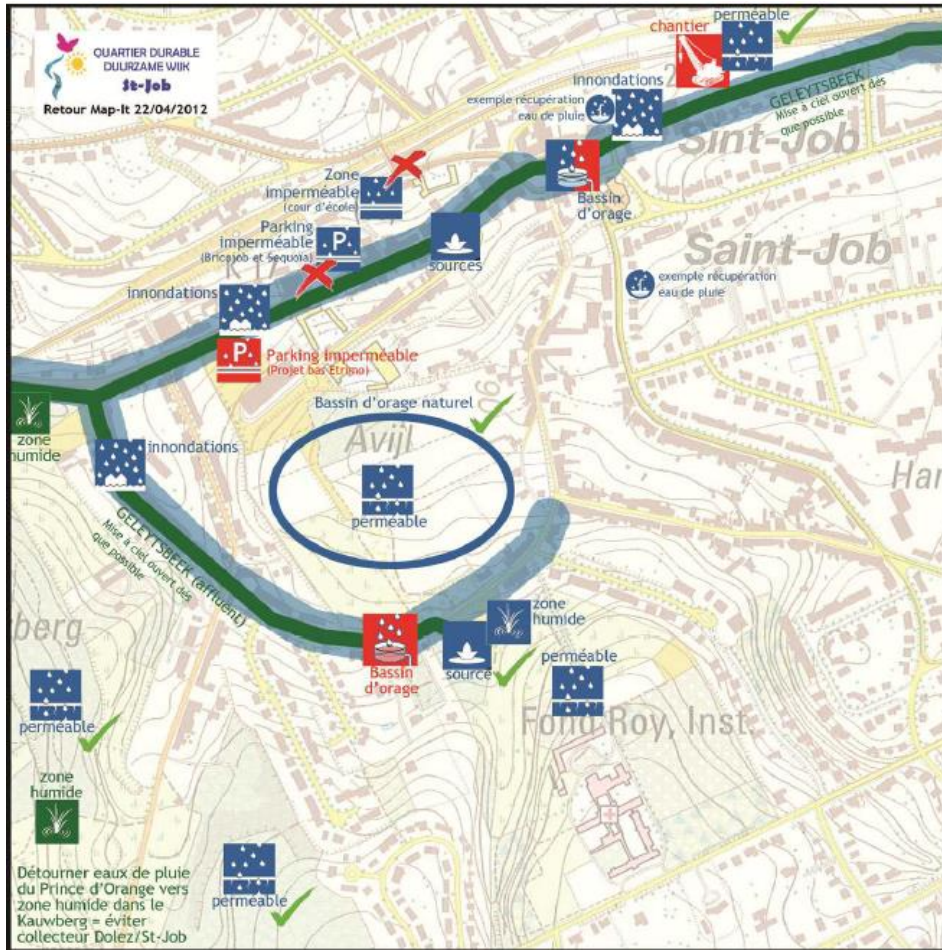 QUARTIER DURABLE
DUURZAME WIJK
St-Job
Retour Map-It 22/04/2012
chantier
perméable
innondations
exemple récupération
eau de pluie
GELEYTSBEEK
Mise à ciel ouvert dès
que possible
Sint-Job
Zone
imperméable
(cour d'école)
Bassin
d'orage
Parking
imperméable
(Bricojob et Sequoia)
P
sources
Saint-Job
exemple récupération
eau de pluie
innondations
P
Parking Imperméable
(Projet bas Etrimo)
Bassin d'orage naturel
Avijl
zone
humide
innondations
perméable
GELEYTSBEEK (affluent)
Mise à ciel ouvert dès
que possible
berg
zone
humide
Bassin
d'orage
source
perméable
Fond Roy, Inst.
perméable
zone
humide
perméable
Détourner eaux de pluie
du Prince d'Orange vers
zone humide dans le
Kauwberg = éviter
collecteur Dolez/St-Job